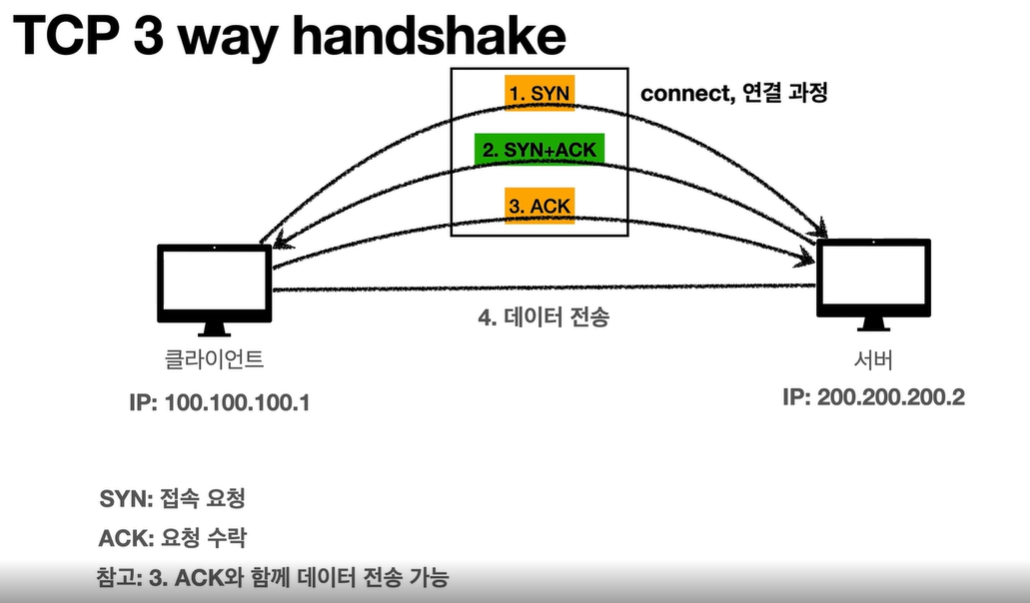 TCP 3 way handshake
1. SYN
connect, 연결 과정
2. SYN+ACK
3. ACK
4. 데이터 전송
클라이언트
서버
IP: 100.100.100.1
IP: 200.200.200.2
SYN: 접속 요청
ACK: 요청 수락
참고: 3. ACK와 함께 데이터 전송 가능